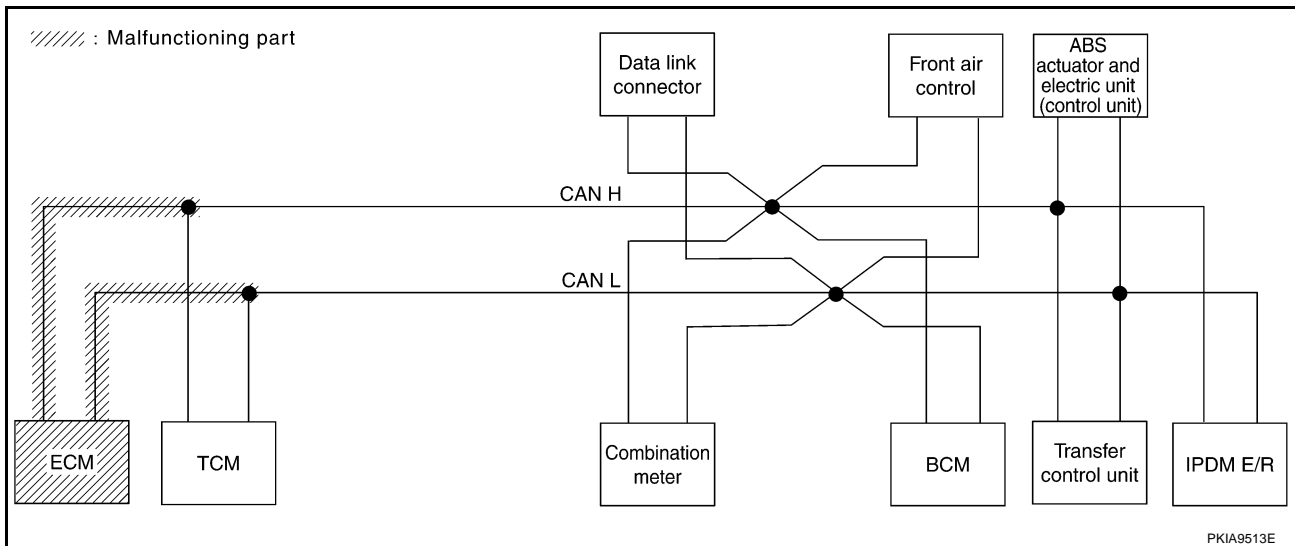 : Malfunctioning part
Data link
connector
Front air
control
ABS
actuator and
electric unit
(control unit)
CAN H
CAN L
ECM
TCM
Combination
meter
BCM
Transfer
control unit
IPDM E/R
PKIA9513E